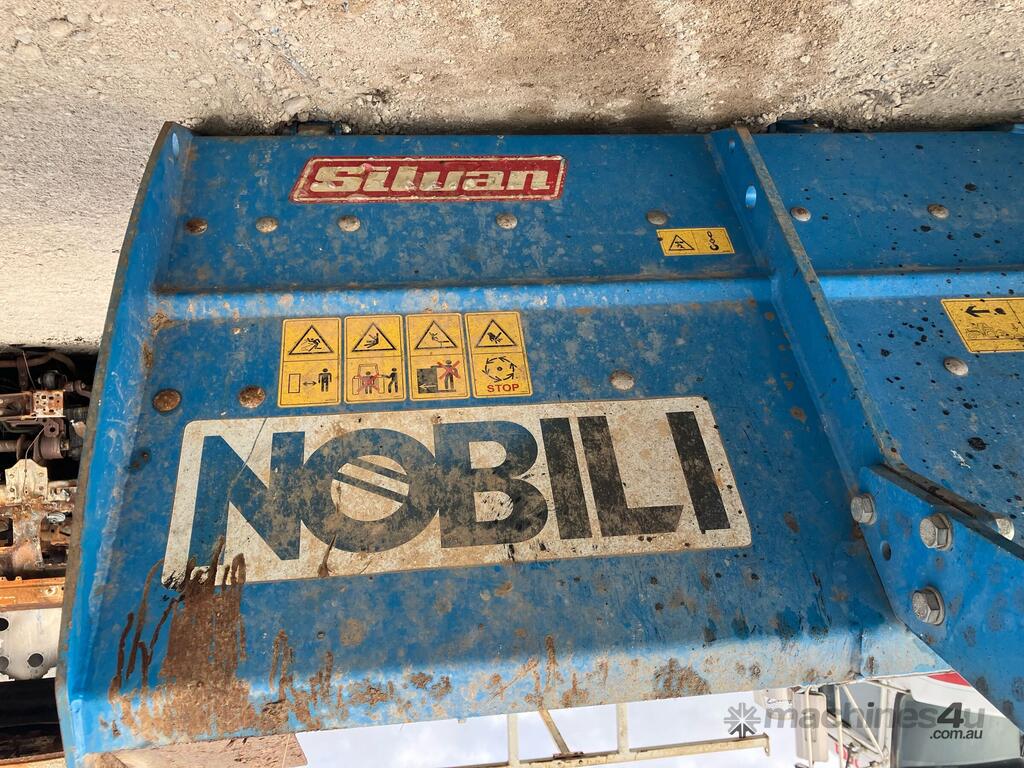 Silvan
STOP
NOBILI
machines4u
.com.au